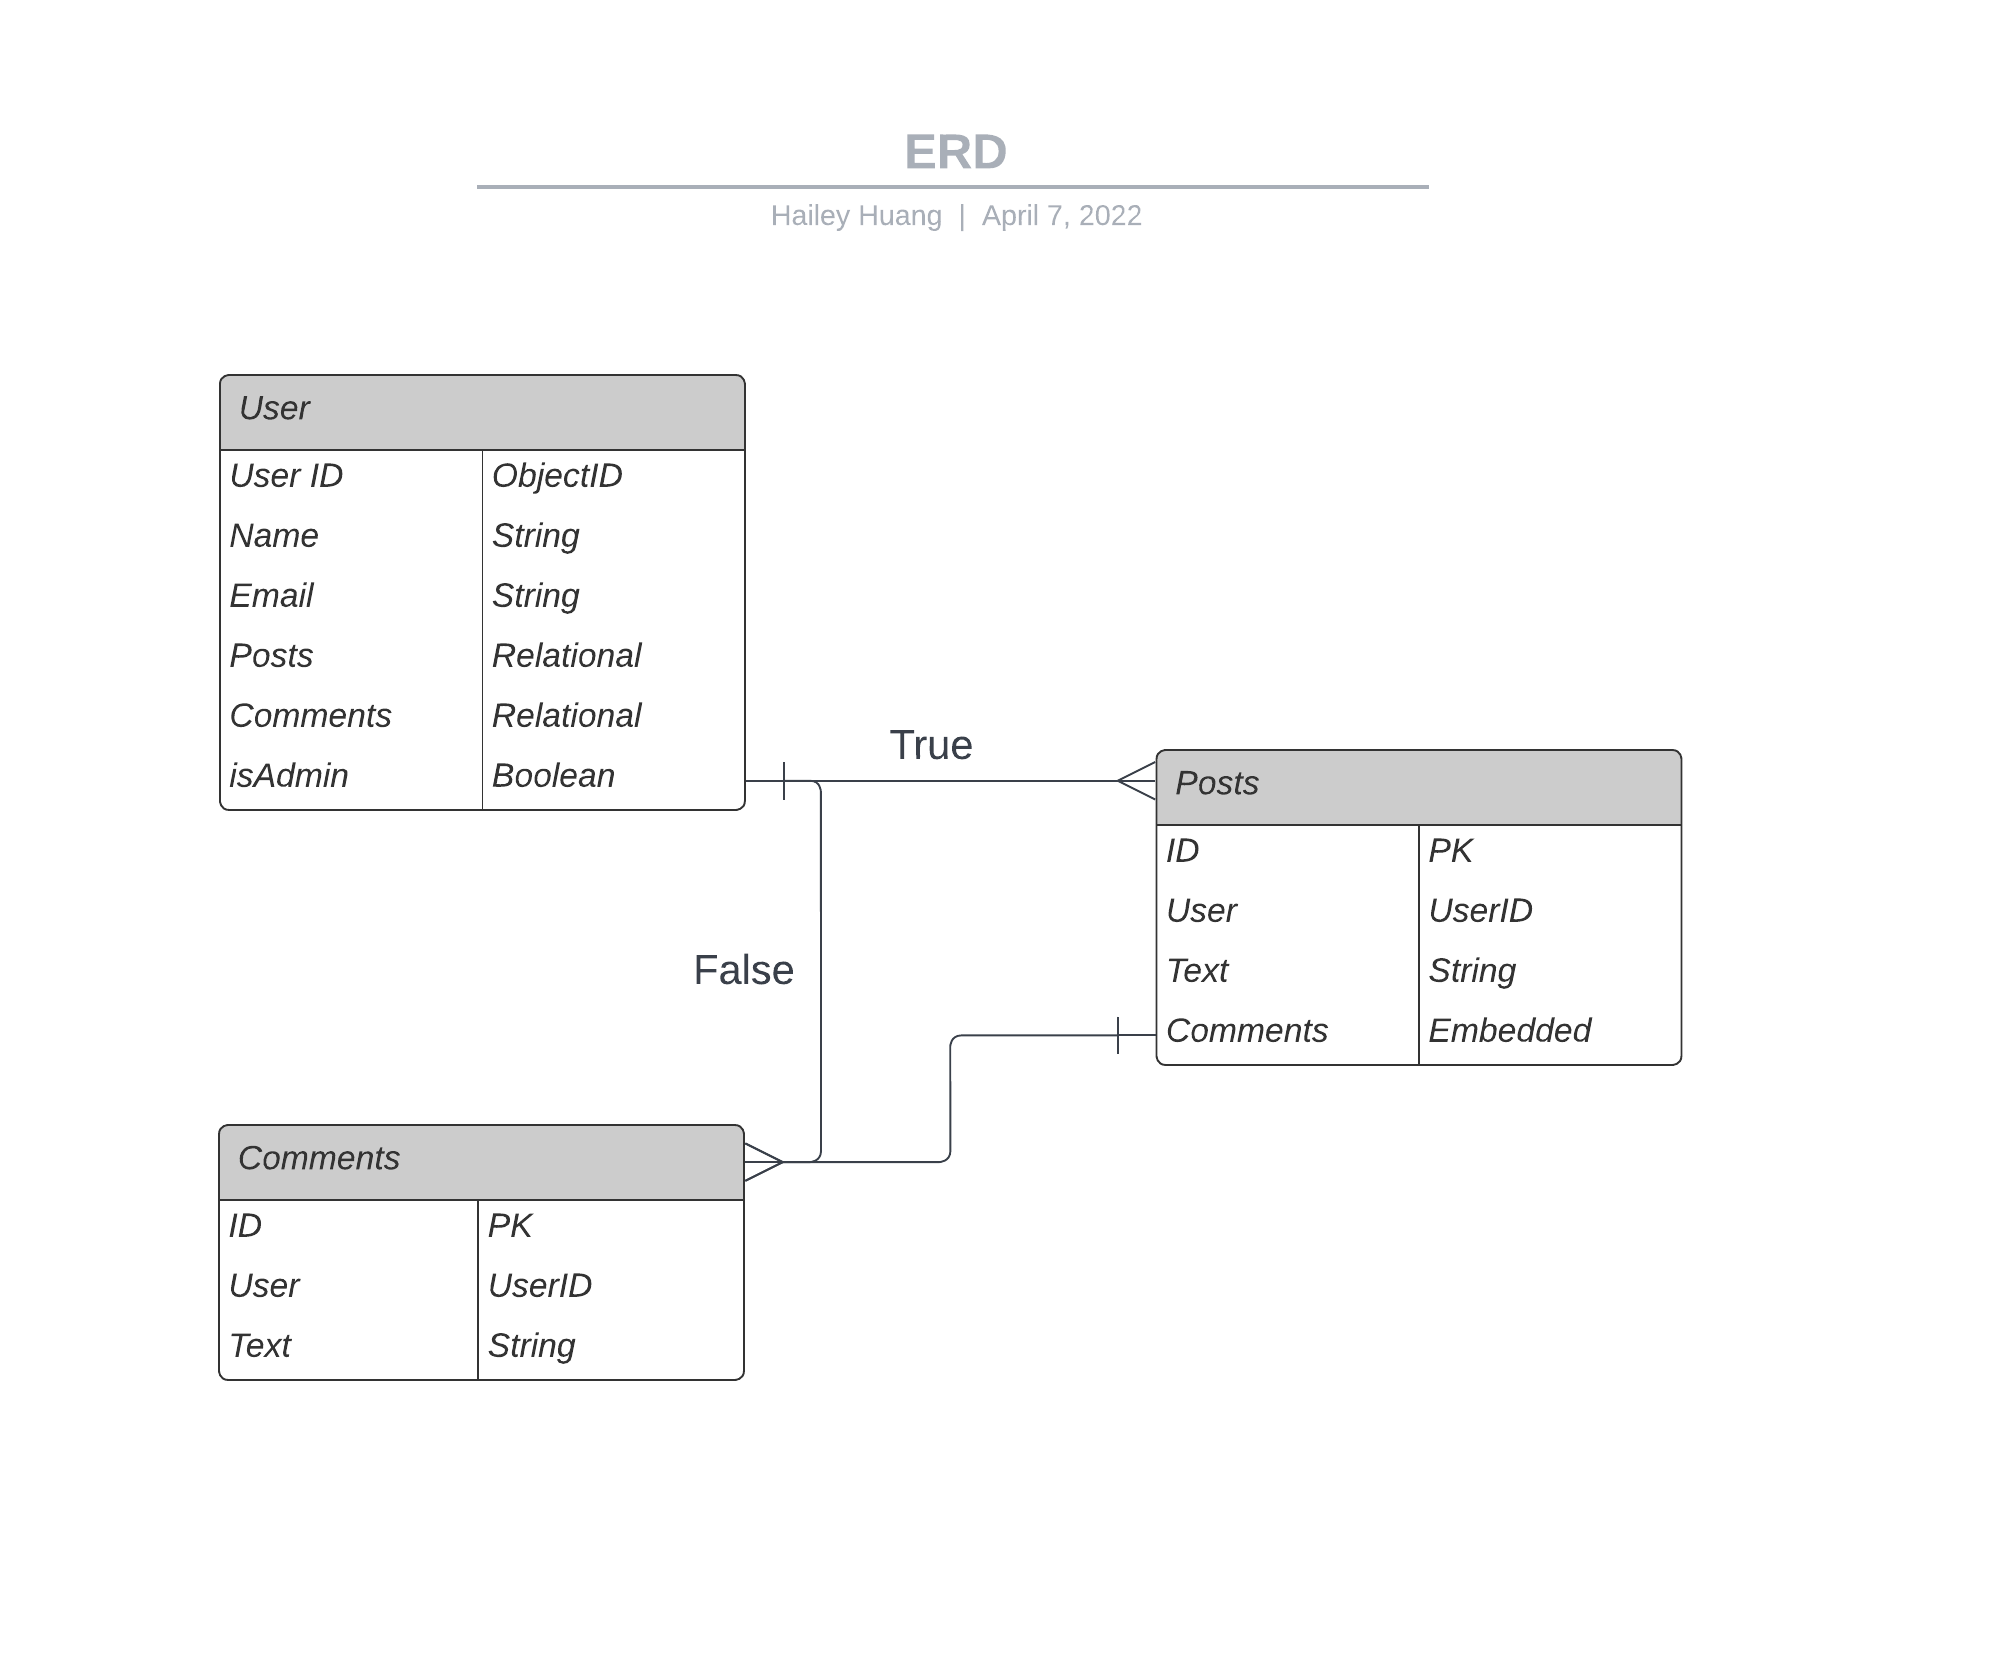 ERD
Hailey Huang | April 7, 2022
User
User ID ObjectID
Name String
Email String
Posts Relational
Comments Relational
isAdmin Boolean
True
False
Posts
ID PK
User UserID
Text String
Comments Embedded
Comments
ID PK
User UserID
Text String